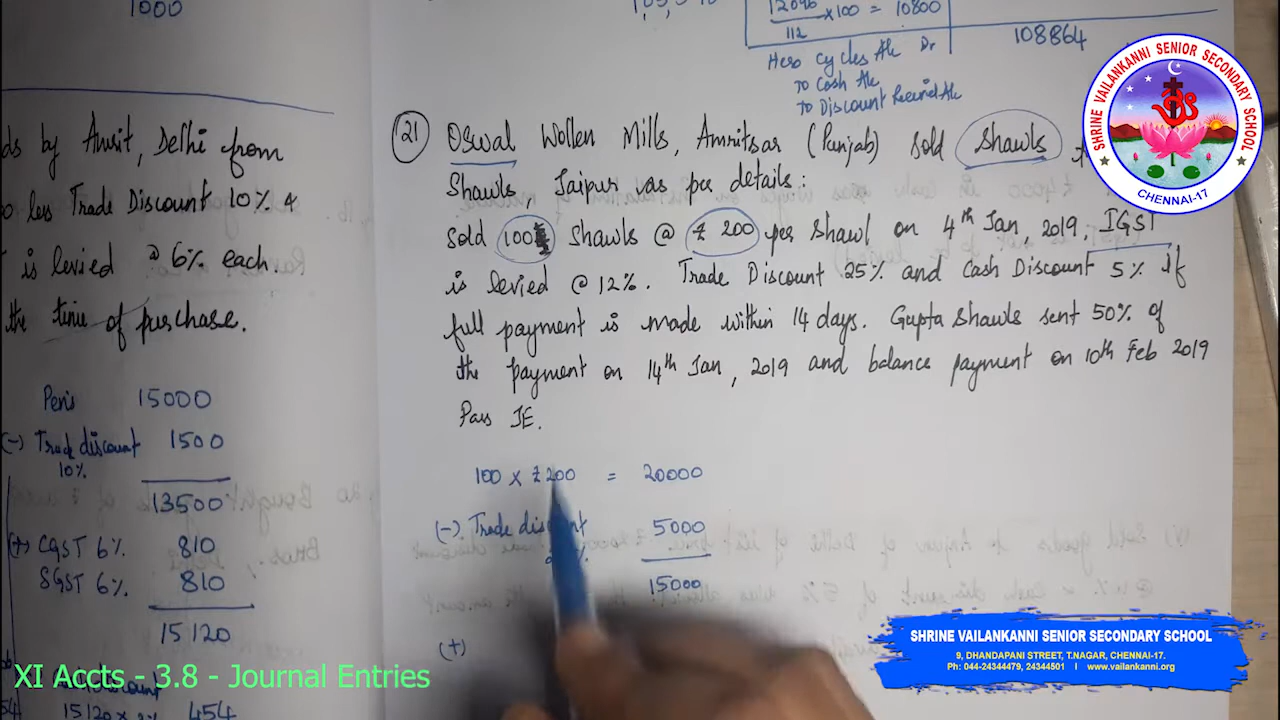 1000
12096/112 x100 = 10800
108864
Hero Cycles A/c Dr
To Cash A/c
To Discount Received A/c
ds by Amrit, Delhi from
o less Trade Discount 10% &
is levied @ 6% each.
the time of purchase.
Pens 15000
(-) Trade discount 1500
10%
13500
(+) CGST 6% 810
SGST 6% 810
15120
15120 x 454
(21) Oswal Wollen Mills, Amritsar (Punjab) sold Shawls
Shawls, Jaipur vas per details:
Sold 100 Shawls @ ₹ 200 per Shawl on 4th Jan, 2019. IGST
is levied @ 12%. Trade Discount 25% and Cash Discount 5% if
full payment is made within 14 days. Gupta Shawls sent 50% of
the payment on 14th Jan, 2019 and balance payment on 10th Feb 2019
Pass JE.
100 x ₹200 = 20000
(-) Trade discount 5000
15000
(+)
SHRINE VAILANKANNI SENIOR SECONDARY SCHOOL
CHENNAI-17
SHRINE VAILANKANNI SENIOR SECONDARY SCHOOL
9, DHANDAPANI STREET, T.NAGAR, CHENNAI-17.
Ph: 044-24344479, 24344501 I www.vailankanni.org
XI Accts - 3.8 - Journal Entries